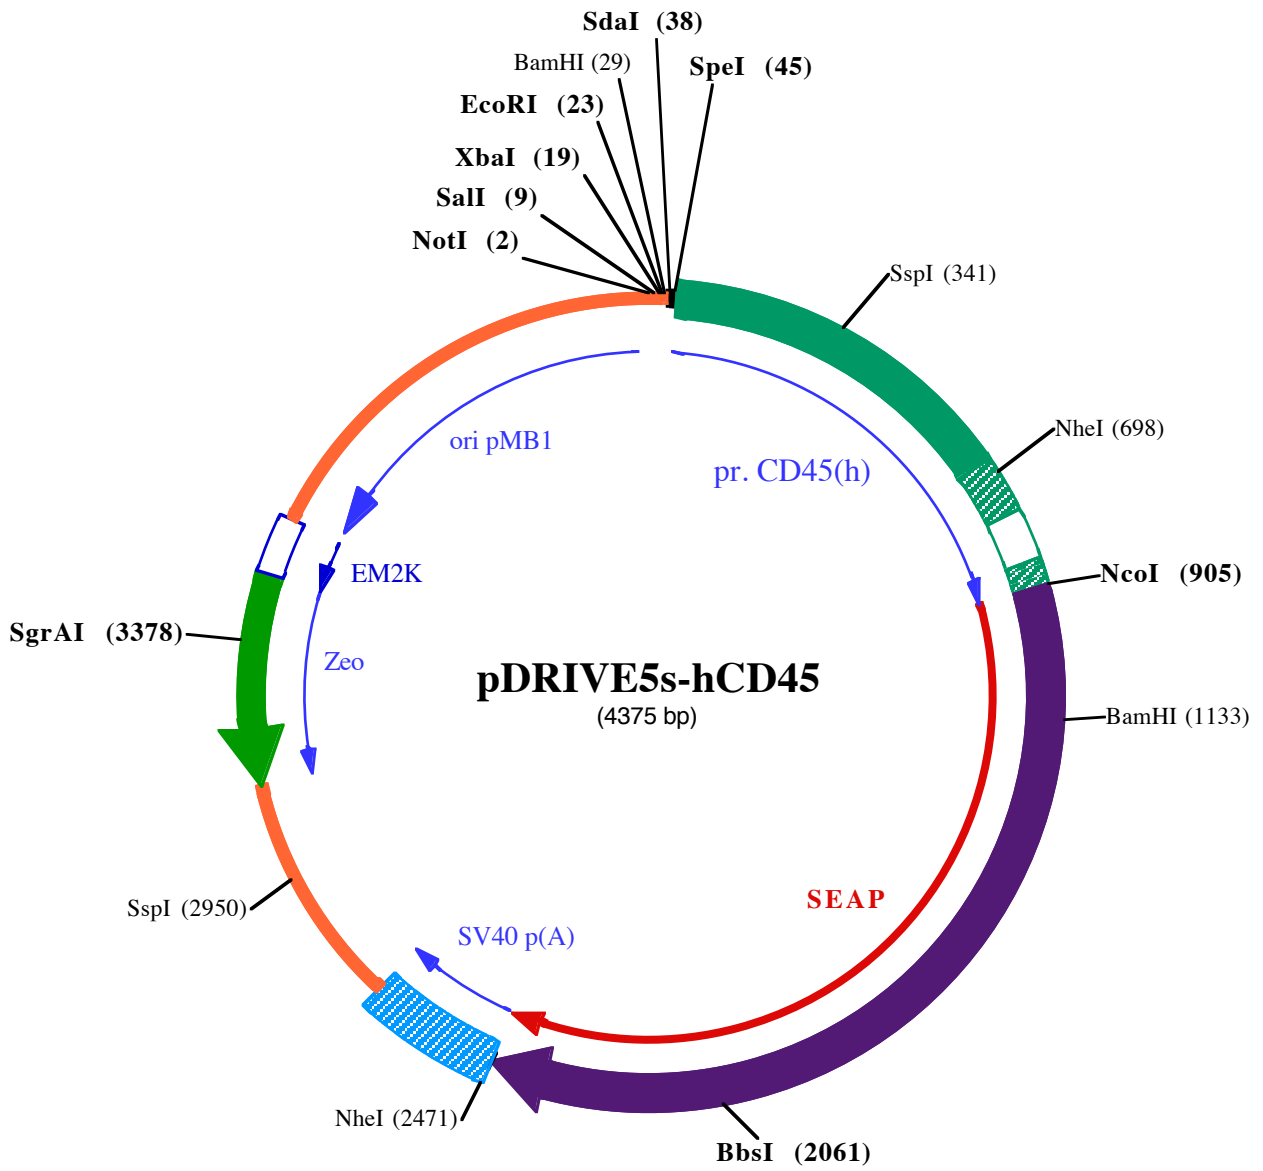 SdaI (38)
BamHI (29)
SpeI (45)
EcoRI (23)
XbaI (19)
SalI (9)
NotI (2)
SspI (341)
NheI (698)
ori pMB1
pr. CD45(h)
EM2K
NcoI (905)
SgrAI (3378)
Zeo
pDRIVE5s-hCD45
(4375 bp)
BamHI (1133)
SEAP
SspI (2950)
SV40 p(A)
NheI (2471)
BbsI (2061)